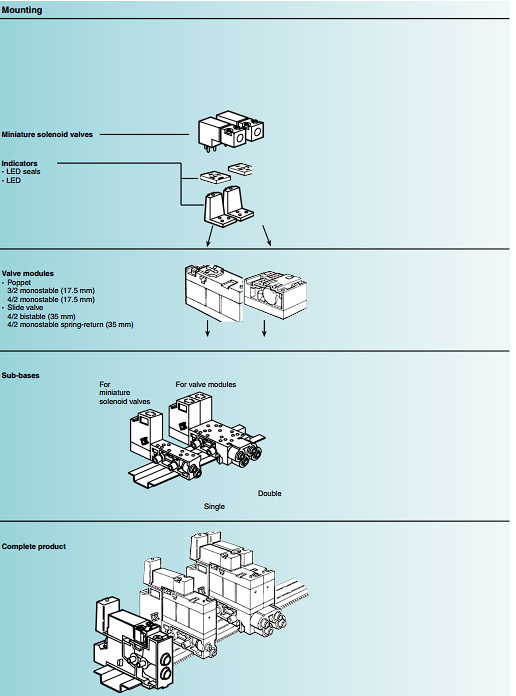 Mounting
Miniature solenoid valves
Indicators
- LED seals
- LED
Valve modules
- Poppet
3/2 monostable (17.5 mm)
4/2 monostable (17.5 mm)
- Slide valve
4/2 bistable (35 mm)
4/2 monostable spring-return (35 mm)
Sub-bases
For
miniature
solenoid valves
For valve modules
Double
Single
Complete product